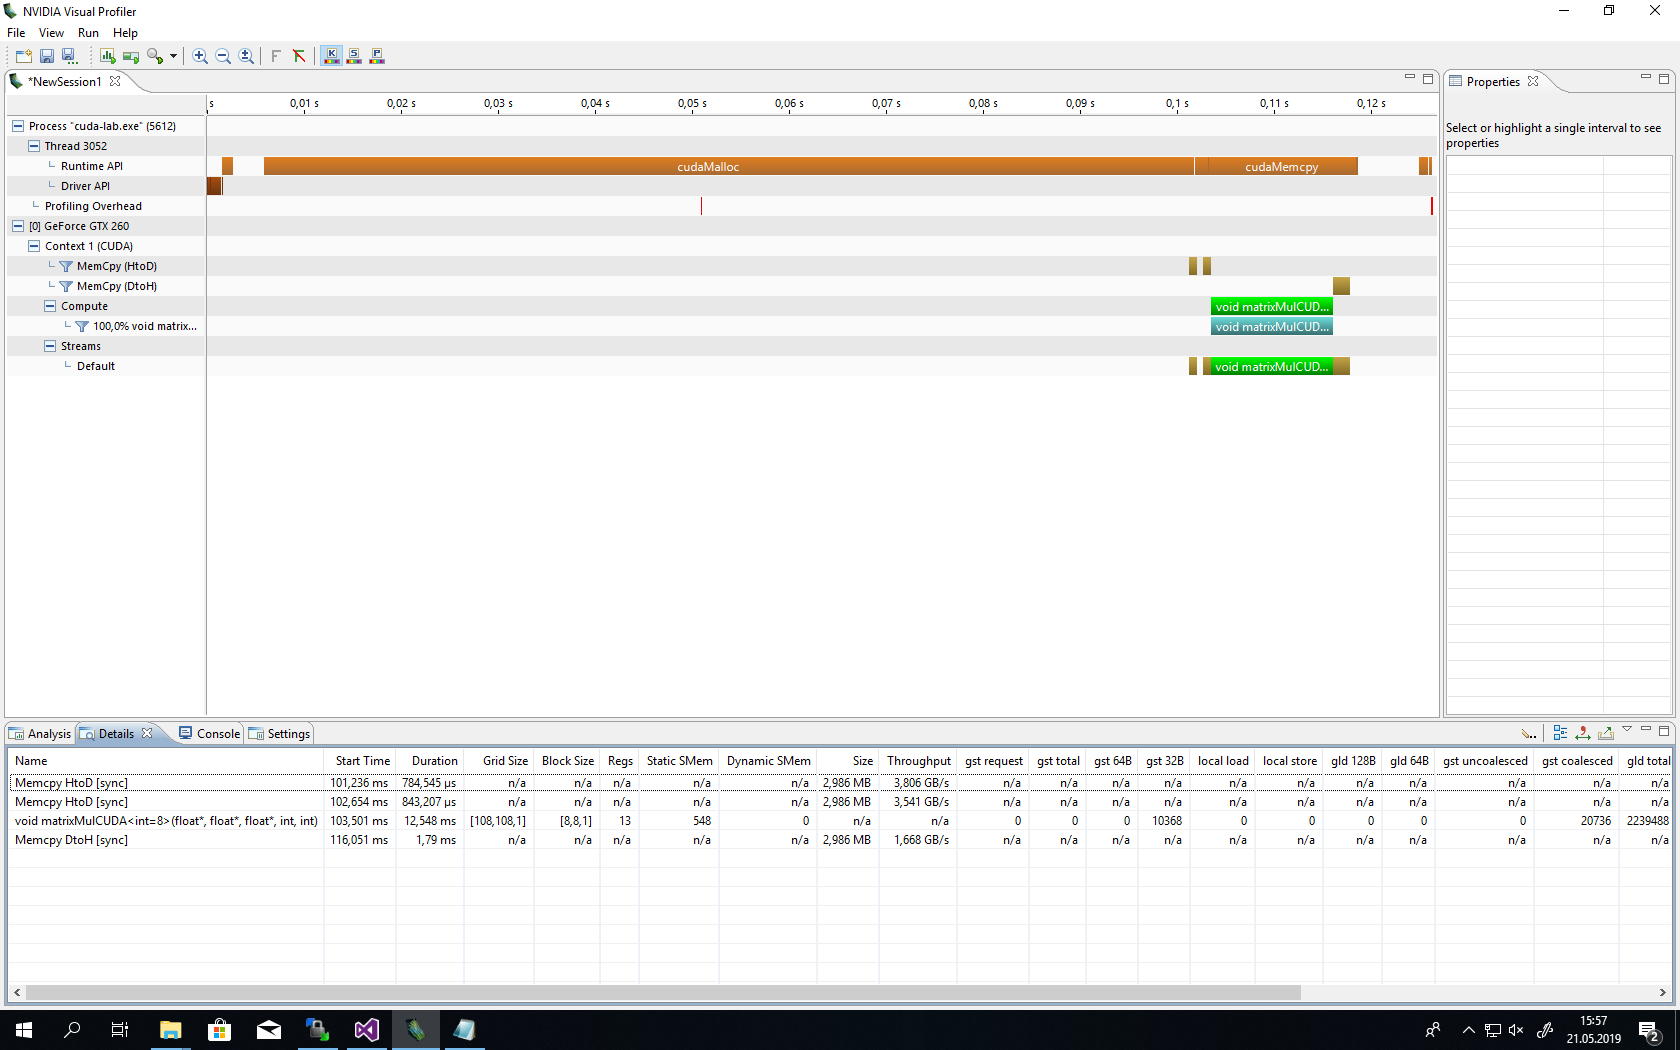 NVIDIA Visual Profiler
File View Run Help
*NewSession1
Properties
s 0,01 s 0,02 s 0,03 s 0,04 s 0,05 s 0,06 s 0,07 s 0,08 s 0,09 s 0,1 s 0,11 s 0,12 s
Select or highlight a single interval to see
properties
Process "cuda-lab.exe" (5612)
Thread 3052
Runtime API cudaMalloc cudaMemcpy
Driver API
Profiling Overhead
[0] GeForce GTX 260
Context 1 (CUDA)
MemCpy (HtoD)
MemCpy (DtoH)
Compute void matrixMulCUD...
100,0% void matrix... void matrixMulCUD...
Streams
Default void matrixMulCUD...
Analysis Details Console Settings
Name Start Time Duration Grid Size Block Size Regs Static SMem Dynamic SMem Size Throughput gst request gst total gst 64B gst 32B local load local store gld 128B gld 64B gst uncoalesced gst coalesced gld total
Memcpy HtoD [sync] 101,236 ms 784,545 µs n/a n/a n/a n/a n/a 2,986 MB 3,806 GB/s n/a n/a n/a n/a n/a n/a n/a n/a n/a n/a n/a
Memcpy HtoD [sync] 102,654 ms 843,207 µs n/a n/a n/a n/a n/a 2,986 MB 3,541 GB/s n/a n/a n/a n/a n/a n/a n/a n/a n/a n/a n/a
void matrixMulCUDA<int=8>(float*, float*, float*, int, int) 103,501 ms 12,548 ms [108,108,1] [8,8,1] 13 548 0 n/a n/a 0 0 0 10368 0 0 0 0 0 20736 2239488
Memcpy DtoH [sync] 116,051 ms 1,79 ms n/a n/a n/a n/a n/a 2,986 MB 1,668 GB/s n/a n/a n/a n/a n/a n/a n/a n/a n/a n/a n/a
15:57
21.05.2019
2